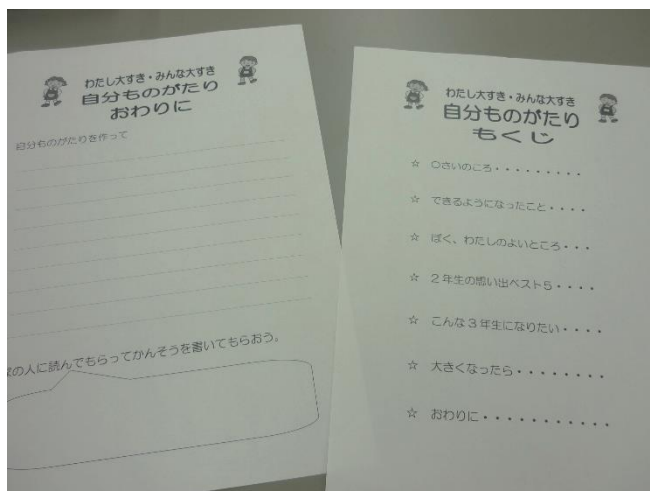 わたし大すき・みんな大すき
自分ものがたり
おわりに
自分ものがたりを作って
の人に読んでもらってかんそうを書いてもらおう。
わたし大すき・みんな大すき
自分ものがたり
もくじ
☆ ○さいのころ・・・・・・・・・
☆ できるようになったこと・・・・
☆ ぼく、わたしのよいところ・・・
☆ 2年生の思い出ベスト5・・・・
☆ こんな3年生になりたい・・・・
☆ 大きくなったら・・・・・・・・
☆ おわりに・・・・・・・・・・・